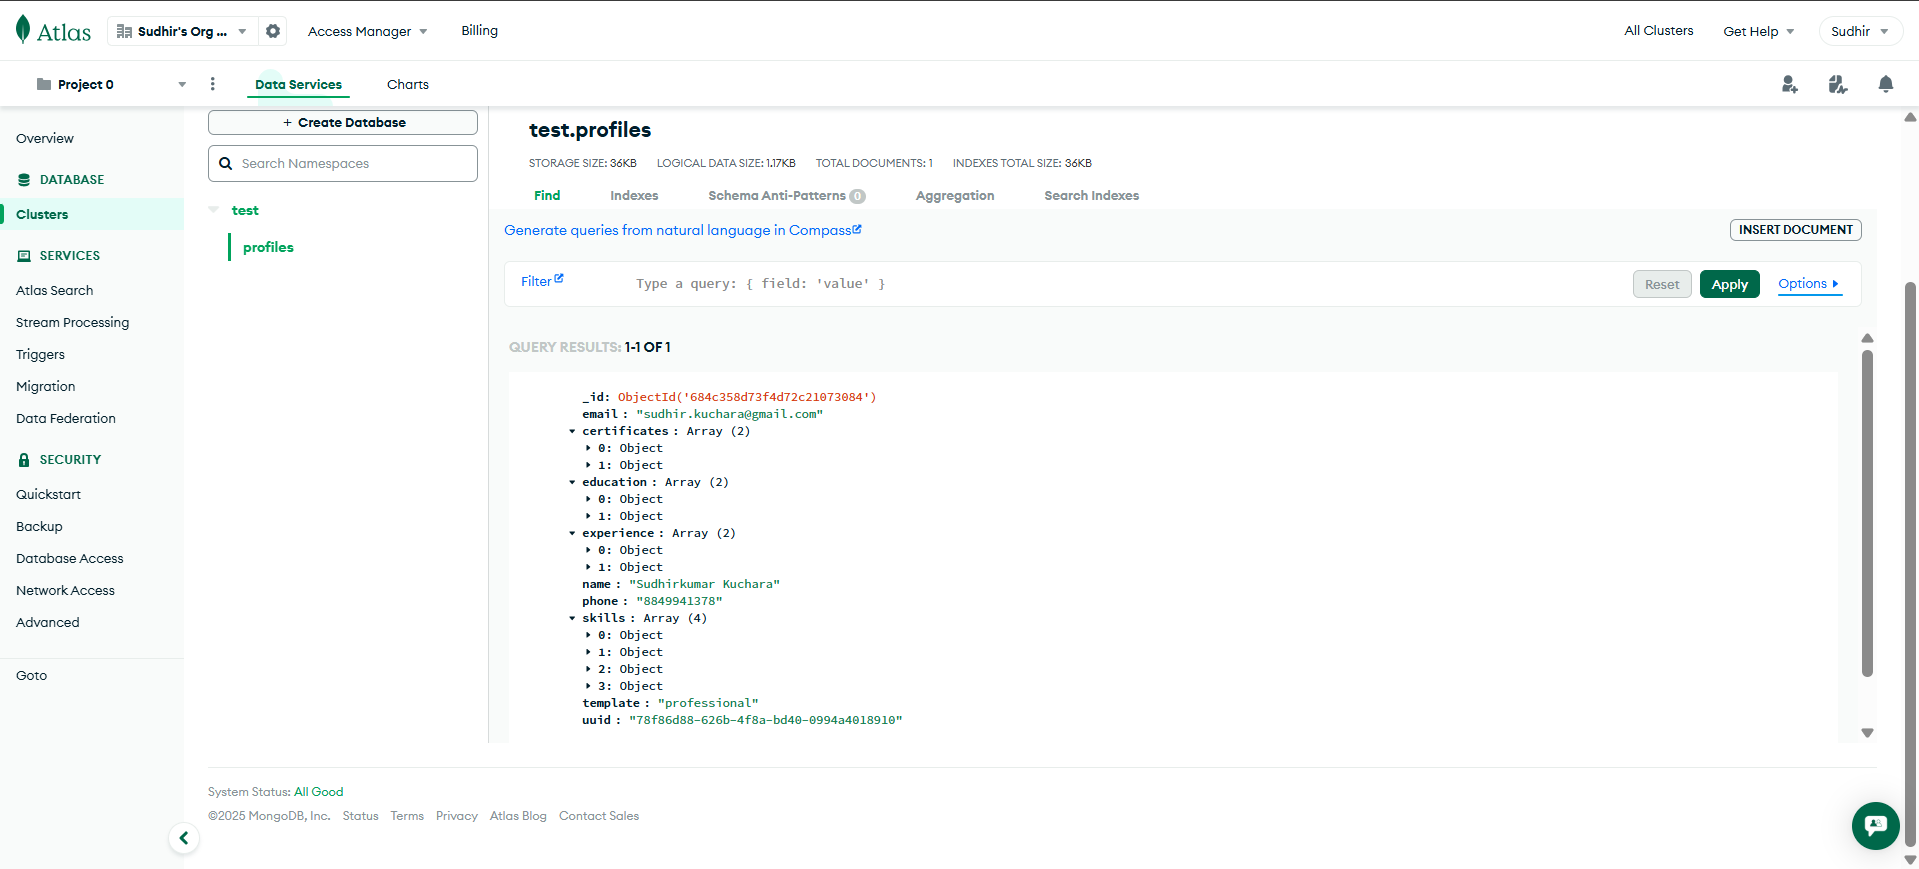 Atlas
Sudhir's Org ...
Access Manager
Billing
All Clusters
Get Help
Sudhir
Project 0
Data Services
Charts
Overview
DATABASE
Clusters
SERVICES
Atlas Search
Stream Processing
Triggers
Migration
Data Federation
SECURITY
Quickstart
Backup
Database Access
Network Access
Advanced
Goto
+ Create Database
Search Namespaces
test
profiles
test.profiles
STORAGE SIZE: 36KB LOGICAL DATA SIZE: 1.17KB TOTAL DOCUMENTS: 1 INDEXES TOTAL SIZE: 36KB
Find Indexes Schema Anti-Patterns 0 Aggregation Search Indexes
Generate queries from natural language in Compass
INSERT DOCUMENT
Filter
Type a query: { field: 'value' }
Reset
Apply
Options
QUERY RESULTS: 1-1 OF 1
_id: ObjectId('684c358d73f4d72c21073084')
email : "sudhir.kuchara@gmail.com"
certificates : Array (2)
0: Object
1: Object
education : Array (2)
0: Object
1: Object
experience : Array (2)
0: Object
1: Object
name : "Sudhirkumar Kuchara"
phone : "8849941378"
skills : Array (4)
0: Object
1: Object
2: Object
3: Object
template : "professional"
uuid : "78f86d88-626b-4f8a-bd40-0994a4018910"
System Status: All Good
©2025 MongoDB, Inc. Status Terms Privacy Atlas Blog Contact Sales